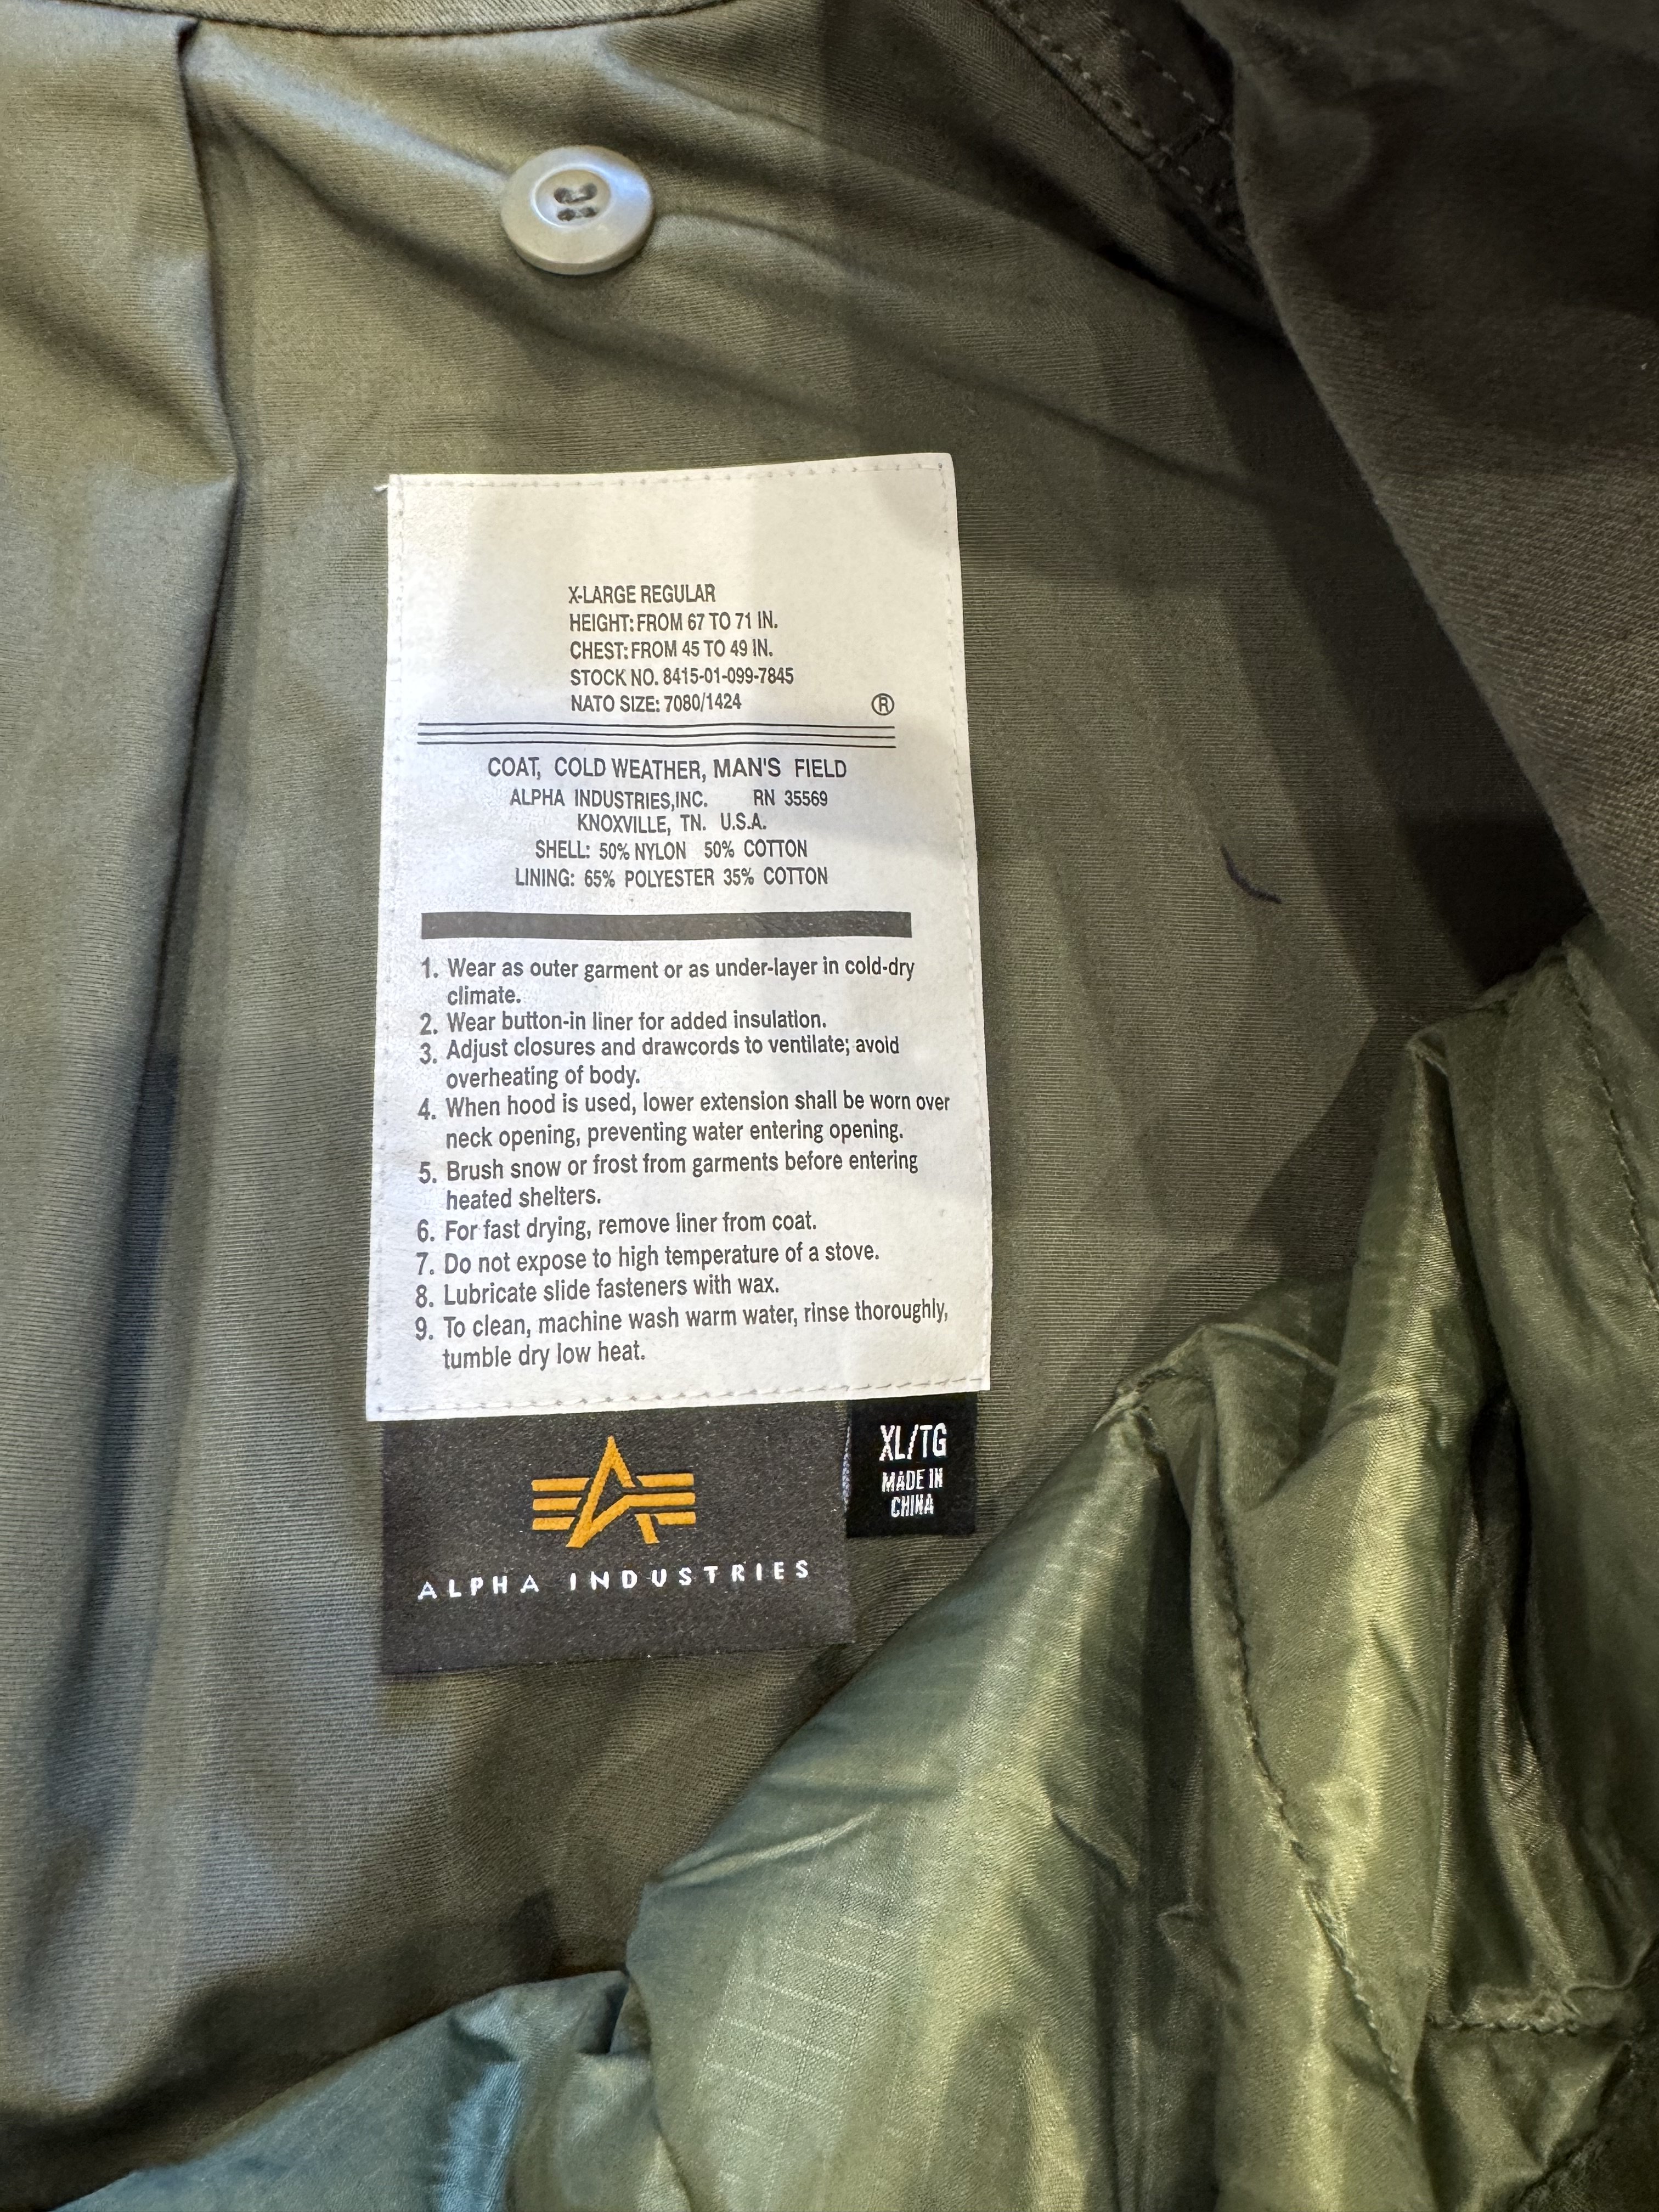 X-LARGE REGULAR
HEIGHT: FROM 67 TO 71 IN.
CHEST: FROM 45 TO 49 IN.
STOCK NO. 8415-01-099-7845
NATO SIZE: 7080/1424 ®
COAT, COLD WEATHER, MAN'S FIELD
ALPHA INDUSTRIES,INC. RN 35569
KNOXVILLE, TN. U.S.A.
SHELL: 50% NYLON 50% COTTON
LINING: 65% POLYESTER 35% COTTON
1. Wear as outer garment or as under-layer in cold-dry
climate.
2. Wear button-in liner for added insulation.
3. Adjust closures and drawcords to ventilate; avoid
overheating of body.
4. When hood is used, lower extension shall be worn over
neck opening, preventing water entering opening.
5. Brush snow or frost from garments before entering
heated shelters.
6. For fast drying, remove liner from coat.
7. Do not expose to high temperature of a stove.
8. Lubricate slide fasteners with wax.
9. To clean, machine wash warm water, rinse thoroughly,
tumble dry low heat.
XL/TG
MADE IN
CHINA
ALPHA INDUSTRIES